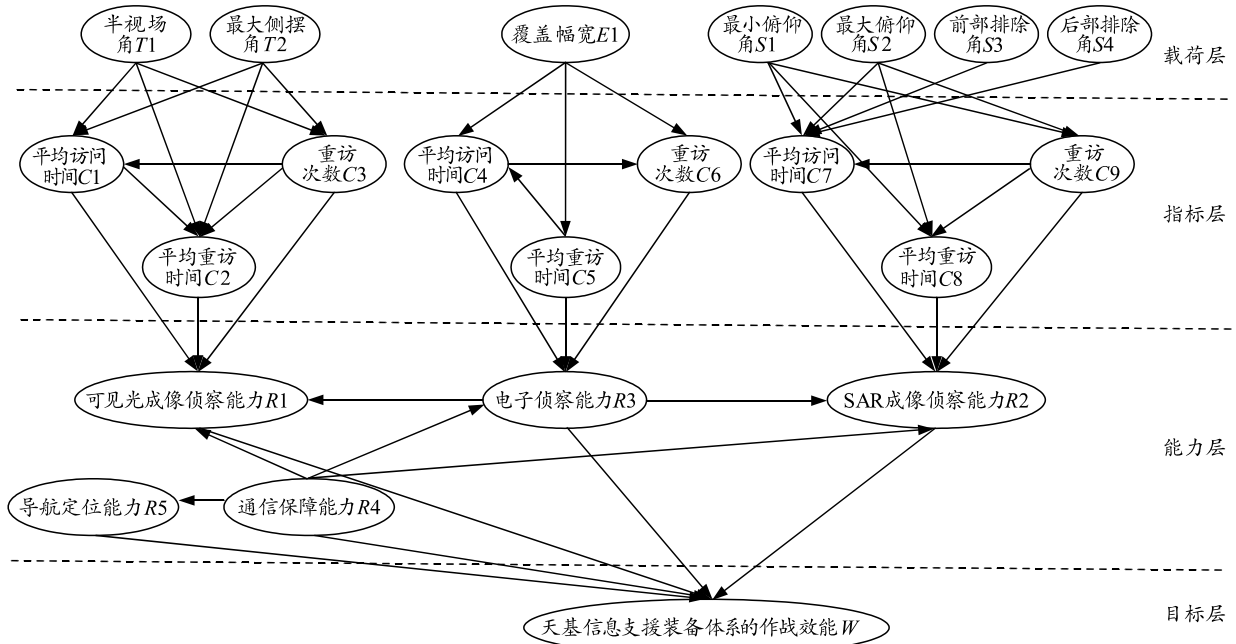 半视场
角T1
最大侧摆
角T2
覆盖幅宽E1
最小俯仰
角S1
最大俯仰
角S2
前部排除
角S3
后部排除
角S4
载荷层
平均访问
时间C1
重访
次数C3
平均访问
时间C4
重访
次数C6
平均访问
时间C7
重访
次数C9
指标层
平均重访
时间C2
平均重访
时间C5
平均重访
时间C8
可见光成像侦察能力R1
电子侦察能力R3
SAR成像侦察能力R2
能力层
导航定位能力R5
通信保障能力R4
天基信息支援装备体系的作战效能W
目标层